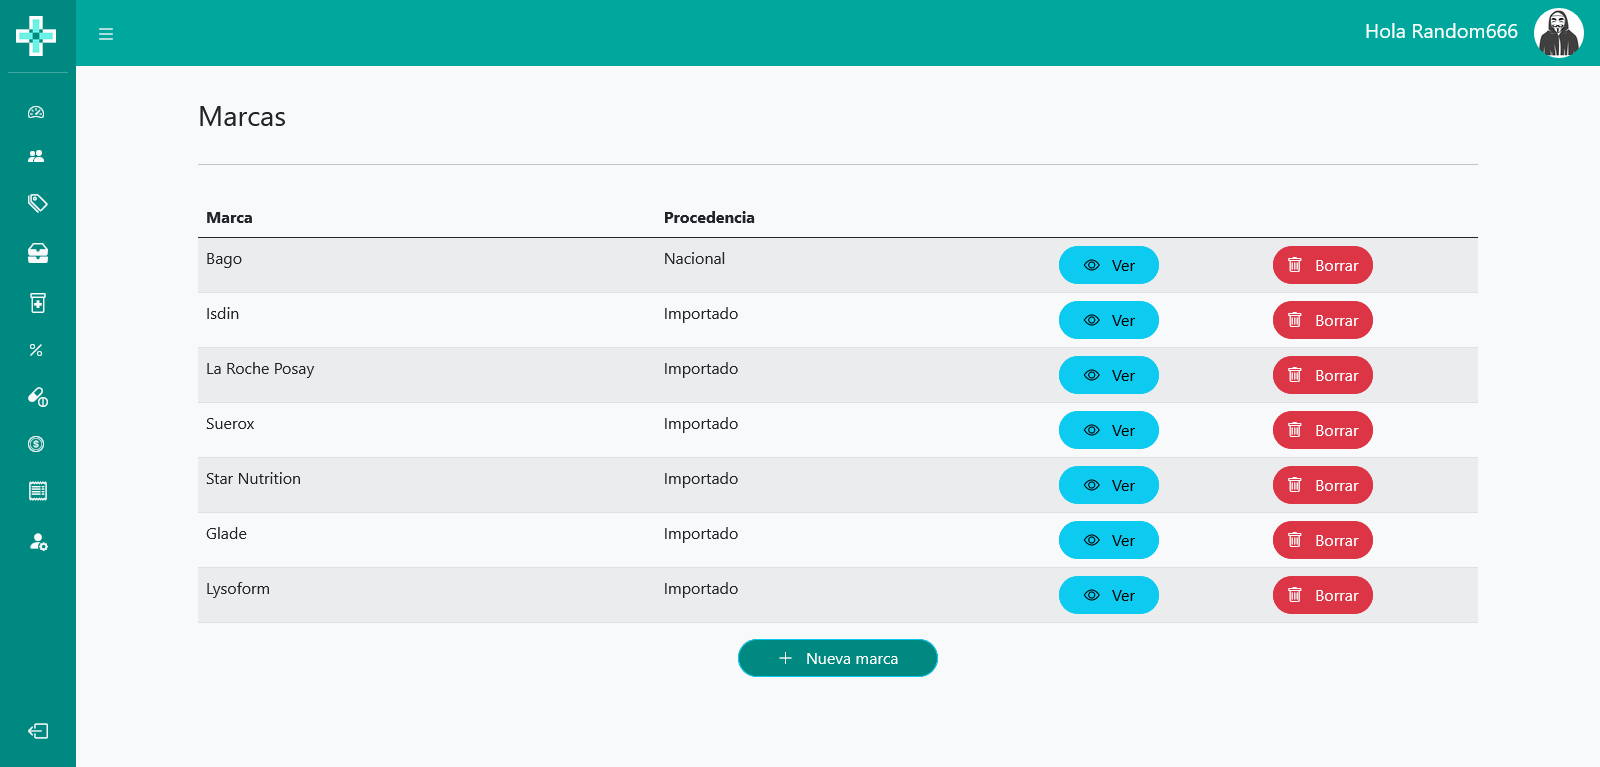 Hola Random666
Marcas
Marca Procedencia
Bago Nacional Ver Borrar
Isdin Importado Ver Borrar
La Roche Posay Importado Ver Borrar
Suerox Importado Ver Borrar
Star Nutrition Importado Ver Borrar
Glade Importado Ver Borrar
Lysoform Importado Ver Borrar
+ Nueva marca